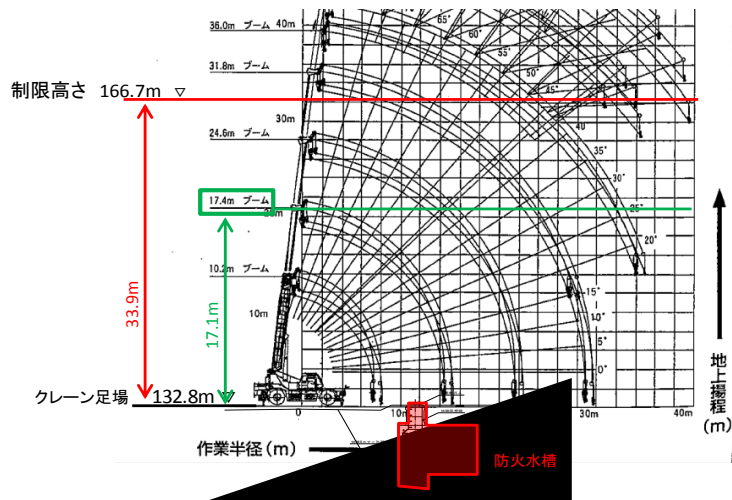 36.0m ブーム 40m
65°
60°
55°
31.8m ブーム
50°
制限高さ 166.7m ▽
45°
40
30m
24.6m ブーム
35°
30°
17.4m ブーム
25°
20°
33.9m
17.1m
10.2m ブーム
15°
10m
10°
5°
0°
地上揚程(m)
クレーン足場 132.8m ▽
0 10m 30m 40m
作業半径(m)
防火水槽